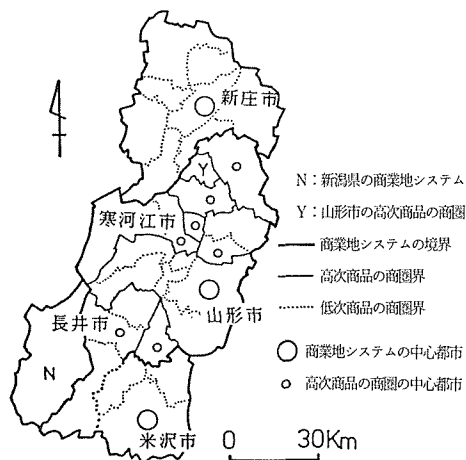 新庄市
Y
寒河江市
山形市
長井市
N
米沢市
N：新潟県の商業地システム
Y：山形市の高次商品の商圏
商業地システムの境界
高次商品の商圏界
低次商品の商圏界
商業地システムの中心都市
高次商品の商圏の中心都市
0 30Km